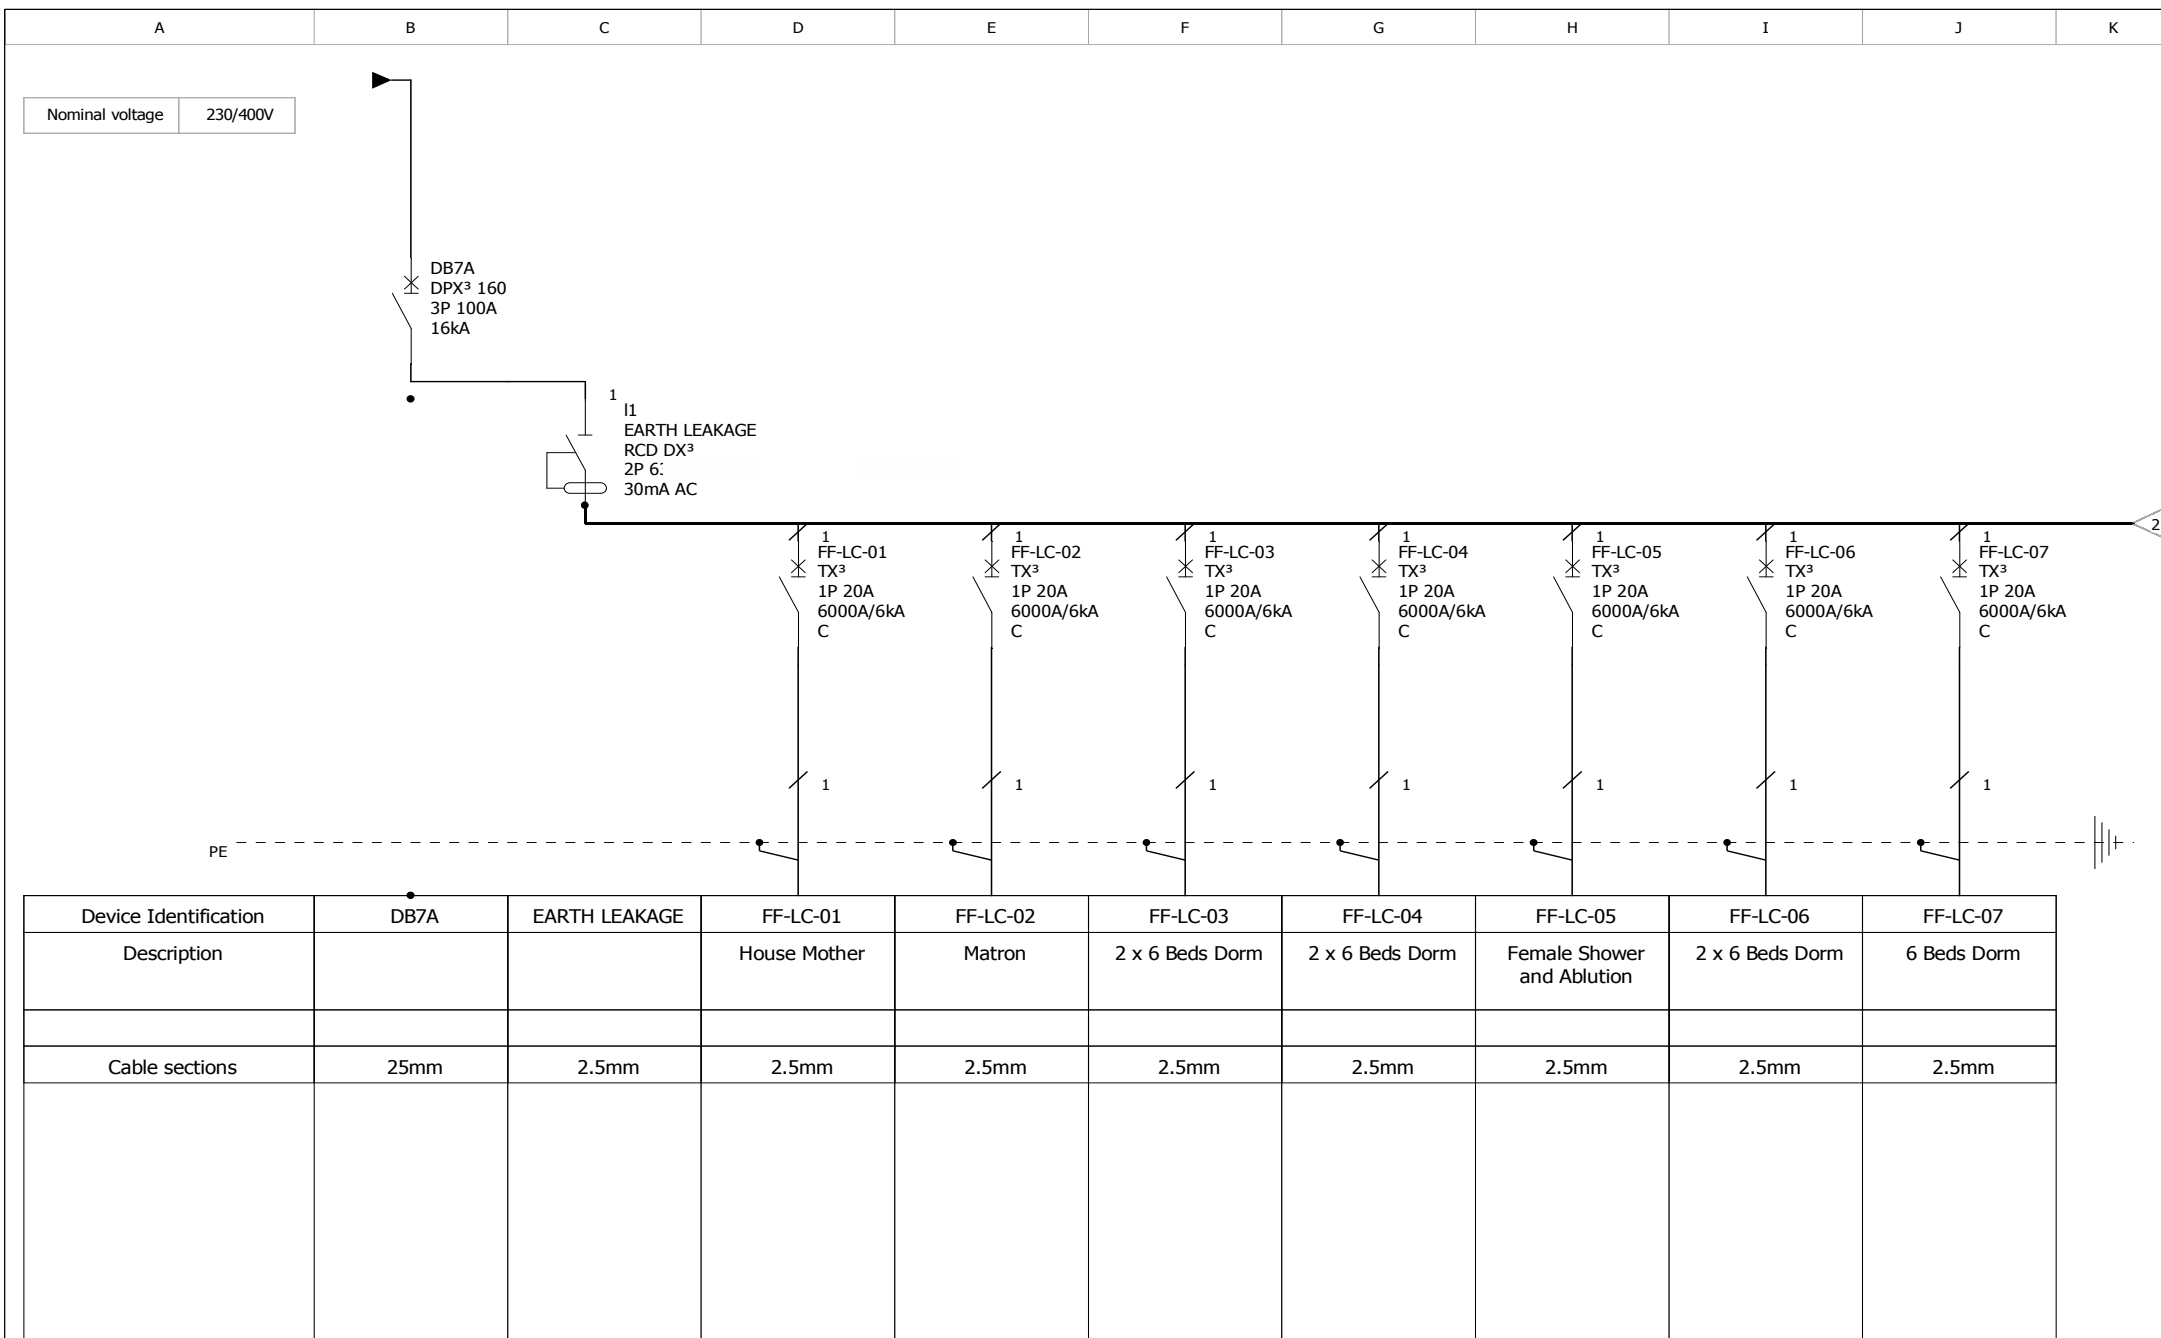 A B C D E F G H I J K
Nominal voltage 230/400V
DB7A
DPX³ 160
3P 100A
16kA
1
I1
EARTH LEAKAGE
RCD DX³
2P
30mA AC
2
1 1 1 1 1 1 1
FF-LC-01 FF-LC-02 FF-LC-03 FF-LC-04 FF-LC-05 FF-LC-06 FF-LC-07
TX³ TX³ TX³ TX³ TX³ TX³ TX³
1P 20A 1P 20A 1P 20A 1P 20A 1P 20A 1P 20A 1P 20A
6000A/6kA 6000A/6kA 6000A/6kA 6000A/6kA 6000A/6kA 6000A/6kA 6000A/6kA
C C C C C C C
1 1 1 1 1 1 1
PE
Device Identification DB7A EARTH LEAKAGE FF-LC-01 FF-LC-02 FF-LC-03 FF-LC-04 FF-LC-05 FF-LC-06 FF-LC-07
Description House Mother Matron 2 x 6 Beds Dorm 2 x 6 Beds Dorm Female Shower 2 x 6 Beds Dorm 6 Beds Dorm
and Ablution
Cable sections 25mm 2.5mm 2.5mm 2.5mm 2.5mm 2.5mm 2.5mm 2.5mm 2.5mm